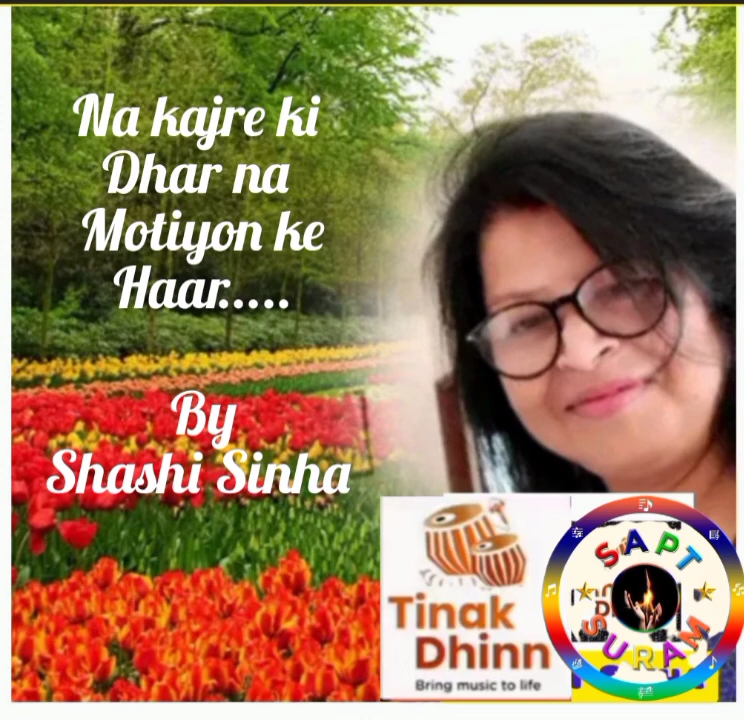 Na kajre ki
Dhar na
Motiyon ke
Haar.....
By
Shashi Sinha
Tinak
Dhinn
Bring music to life
SAPT
SURAM